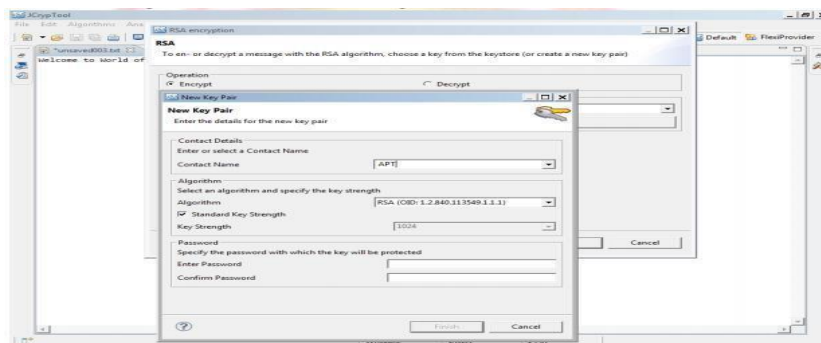 JCrypTool
File Edit Algorithms Ana
RSA encryption
Default FlexiProvider
RSA
To en- or decrypt a message with the RSA algorithm, choose a key from the keystore (or create a new key pair)
*unsaved003.txt
Welcome to World of
Operation
Encrypt Decrypt
New Key Pair
New Key Pair
Enter the details for the new key pair
Contact Details
Enter or select a Contact Name
Contact Name APT
Algorithm
Select an algorithm and specify the key strength
Algorithm RSA (OID: 1.2.840.113549.1.1.1)
Standard Key Strength
Key Strength 1024
Password
Specify the password with which the key will be protected
Enter Password
Confirm Password
Cancel
Finish Cancel